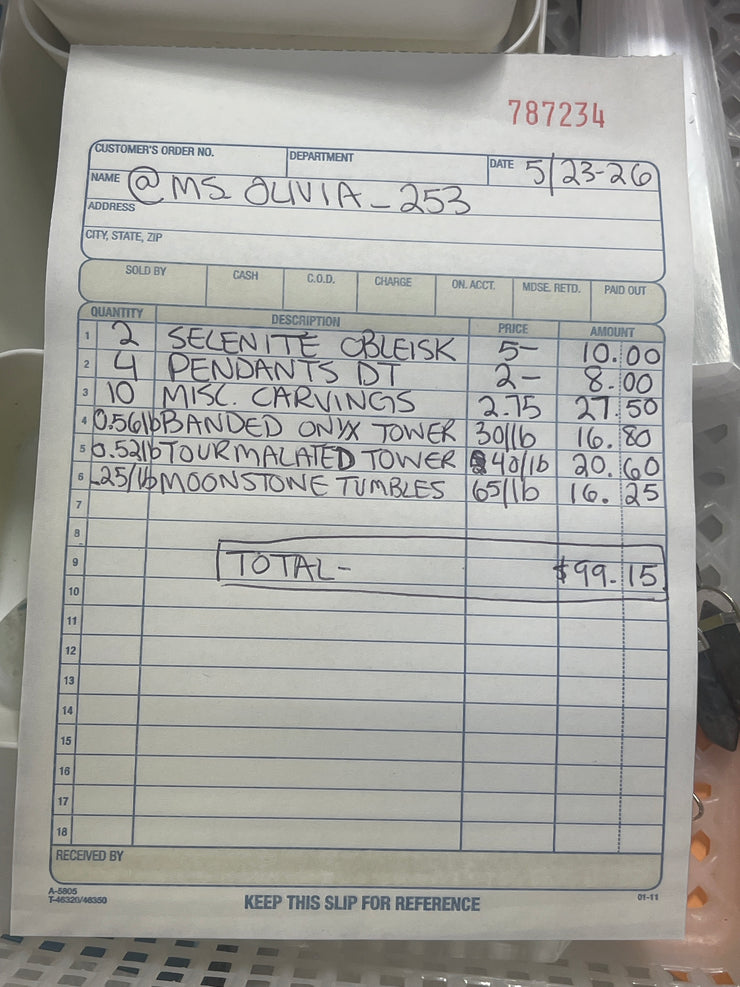 787234
CUSTOMER'S ORDER NO. DEPARTMENT DATE 5/23-26
NAME @MS. OLIVIA_253
ADDRESS
CITY, STATE, ZIP
SOLD BY CASH C.O.D. CHARGE ON. ACCT. MDSE. RETD. PAID OUT
QUANTITY DESCRIPTION PRICE AMOUNT
1 2 SELENITE OBLEISK 5- 10.00
2 4 PENDANTS DT 2- 8.00
3 10 MISC. CARVINGS 2.75 27.50
4 0.56lb BANDED ONYX TOWER 30/lb 16.80
5 0.52lb TOURMALATED TOWER 40/lb 20.60
6 .25/lb MOONSTONE TUMBLES 65/lb 16.25
7
8
9 TOTAL- $99.15
10
11
12
13
14
15
16
17
18
RECEIVED BY
A-5805
T-46320/46350
KEEP THIS SLIP FOR REFERENCE
01-11